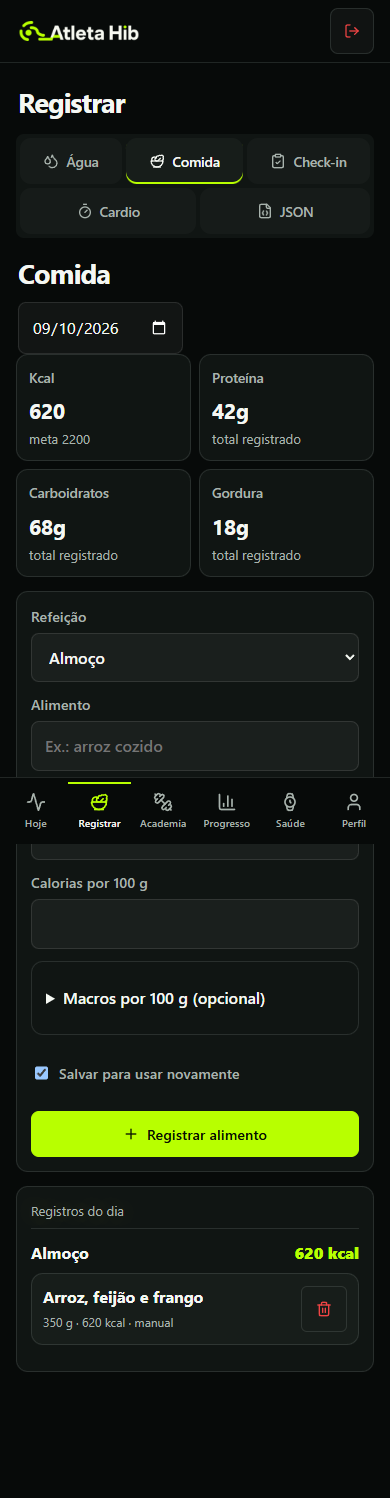 Atleta Hib
Registrar
Água
Comida
Check-in
Cardio
JSON
Comida
09/10/2026
Kcal
620
meta 2200
Proteína
42g
total registrado
Carboidratos
68g
total registrado
Gordura
18g
total registrado
Refeição
Almoço
Alimento
Ex.: arroz cozido
Hoje
Registrar
Academia
Progresso
Saúde
Perfil
Calorias por 100 g
Macros por 100 g (opcional)
Salvar para usar novamente
Registrar alimento
Registros do dia
Almoço 620 kcal
Arroz, feijão e frango
350 g · 620 kcal · manual